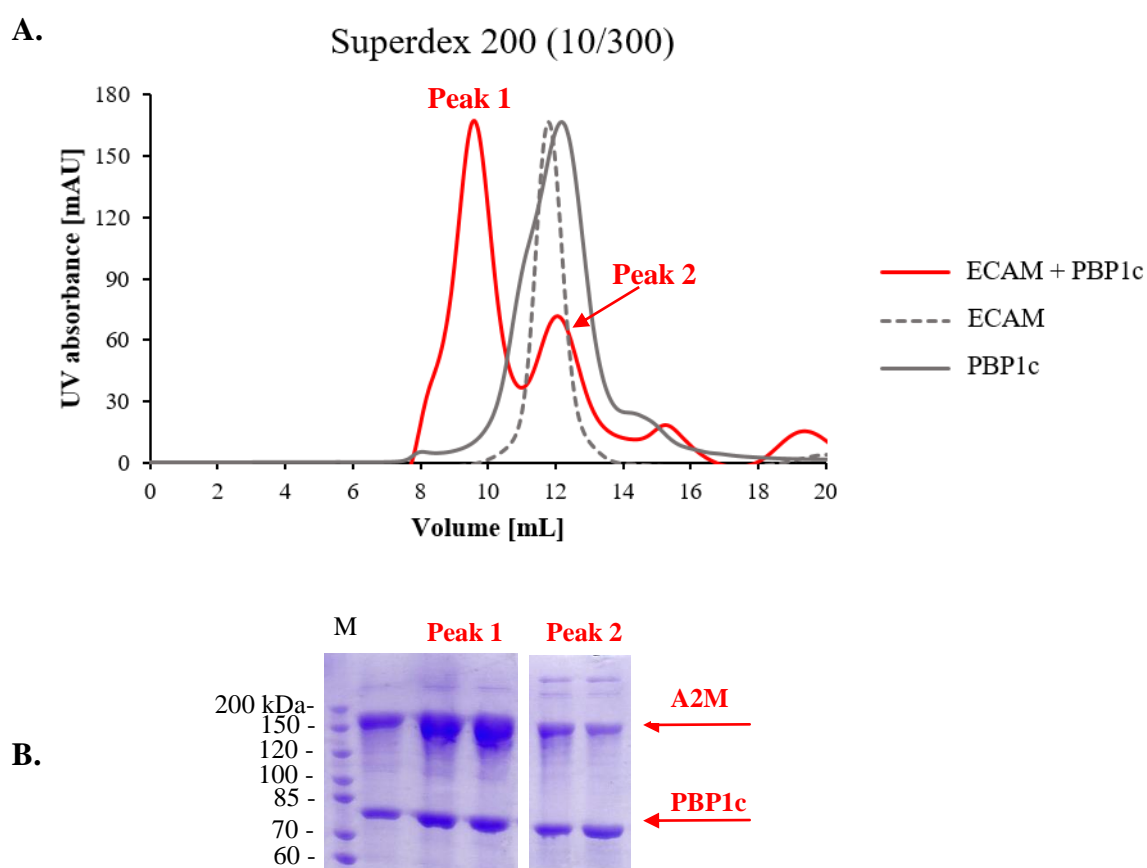 A.
Superdex 200 (10/300)
Peak 1
Peak 2
UV absorbance [mAU]
180
150
120
90
60
30
0
0 2 4 6 8 10 12 14 16 18 20
Volume [mL]
ECAM + PBP1c
ECAM
PBP1c
B.
M Peak 1 Peak 2
200 kDa-
150 -
120 -
100 -
85 -
70 -
60 -
A2M
PBP1c